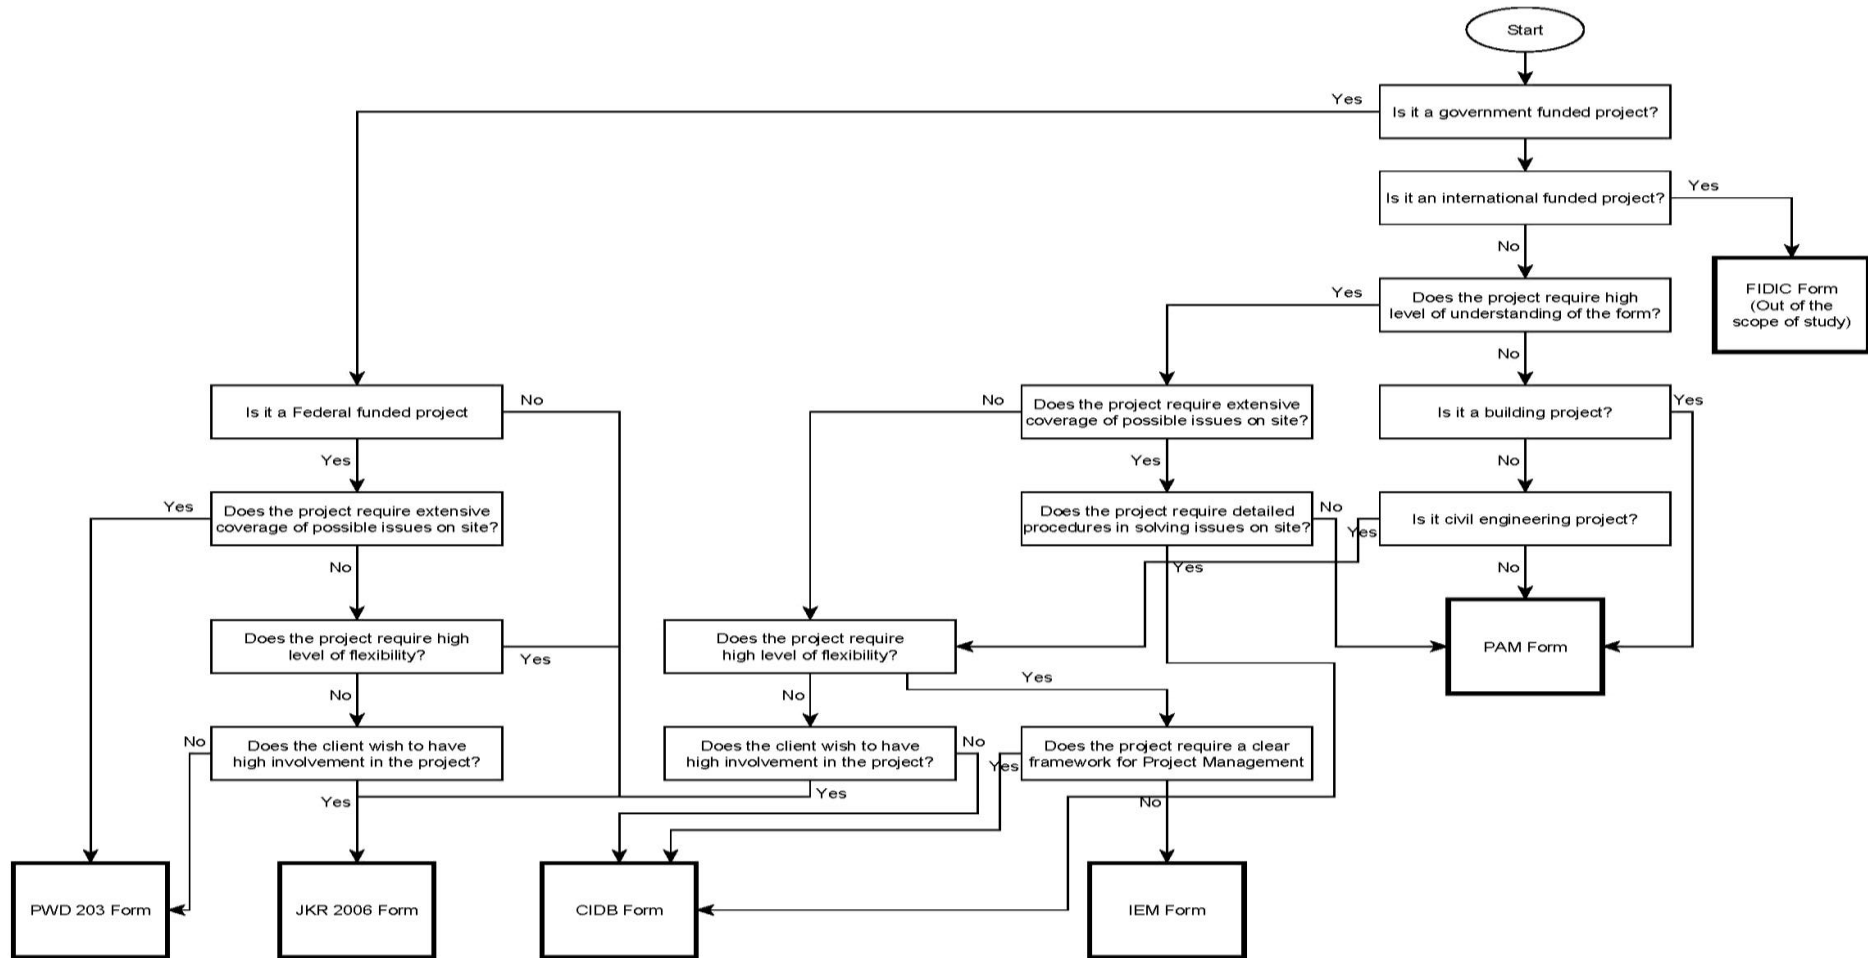 Start
Yes
Is it a government funded project?
Is it an international funded project?
Yes
No
Yes
Does the project require high
level of understanding of the form?
FIDIC Form
(Out of the
scope of study)
No
Is it a Federal funded project
No
No
Does the project require extensive
coverage of possible issues on site?
Is it a building project?
Yes
Yes
Yes
No
Yes
Does the project require extensive
coverage of possible issues on site?
Does the project require detailed
procedures in solving issues on site?
No
Yes
Is it civil engineering project?
No
Yes
No
Does the project require high
level of flexibility?
Yes
Does the project require
high level of flexibility?
PAM Form
No
No
Yes
No
Does the client wish to have
high involvement in the project?
Does the client wish to have
high involvement in the project?
No
Yes
Does the project require a clear
framework for Project Management
Yes
Yes
No
PWD 203 Form
JKR 2006 Form
CIDB Form
IEM Form